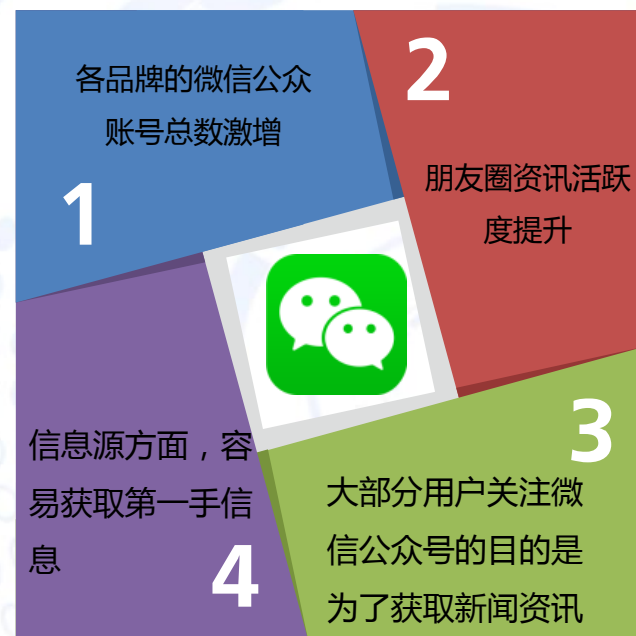 各品牌的微信公众
账号总数激增
1
2
朋友圈资讯活跃
度提升
3
大部分用户关注微
信公众号的目的是
为了获取新闻资讯
信息源方面，容
易获取第一手信
息
4